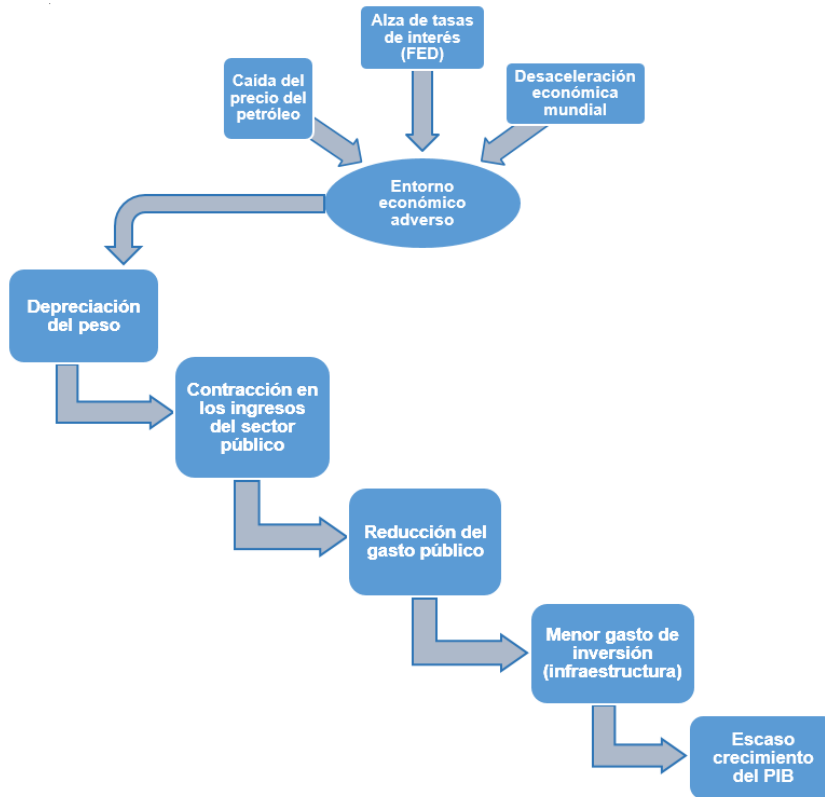 Alza de tasas
de interés
(FED)
Caída del
precio del
petróleo
Desaceleración
económica
mundial
Entorno
económico
adverso
Depreciación
del peso
Contracción en
los ingresos
del sector
público
Reducción del
gasto público
Menor gasto de
inversión
(infraestructura)
Escaso
crecimiento
del PIB